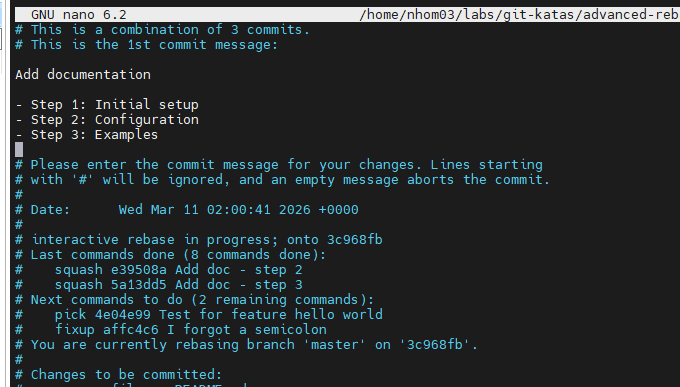 GNU nano 6.2 /home/nhom03/labs/git-katas/advanced-reb
# This is a combination of 3 commits.
# This is the 1st commit message:
Add documentation
- Step 1: Initial setup
- Step 2: Configuration
- Step 3: Examples
# Please enter the commit message for your changes. Lines starting
# with '#' will be ignored, and an empty message aborts the commit.
#
# Date:      Wed Mar 11 02:00:41 2026 +0000
#
# interactive rebase in progress; onto 3c968fb
# Last commands done (8 commands done):
#    squash e39508a Add doc - step 2
#    squash 5a13dd5 Add doc - step 3
# Next commands to do (2 remaining commands):
#    pick 4e04e99 Test for feature hello world
#    fixup affc4c6 I forgot a semicolon
# You are currently rebasing branch 'master' on '3c968fb'.
#
# Changes to be committed: